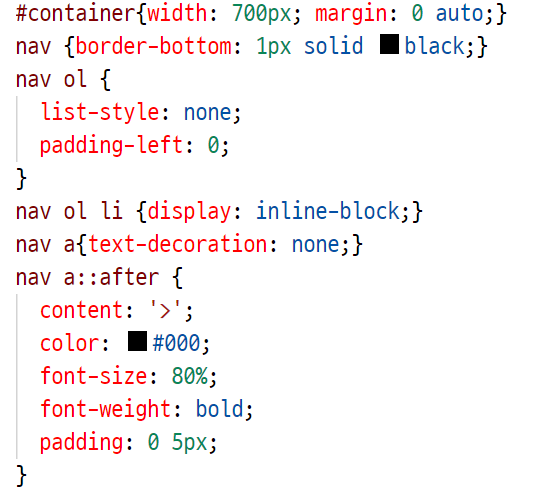 #container{width: 700px; margin: 0 auto;}
nav {border-bottom: 1px solid black;}
nav ol {
  list-style: none;
  padding-left: 0;
}
nav ol li {display: inline-block;}
nav a{text-decoration: none;}
nav a::after {
  content: '>';
  color: #000;
  font-size: 80%;
  font-weight: bold;
  padding: 0 5px;
}